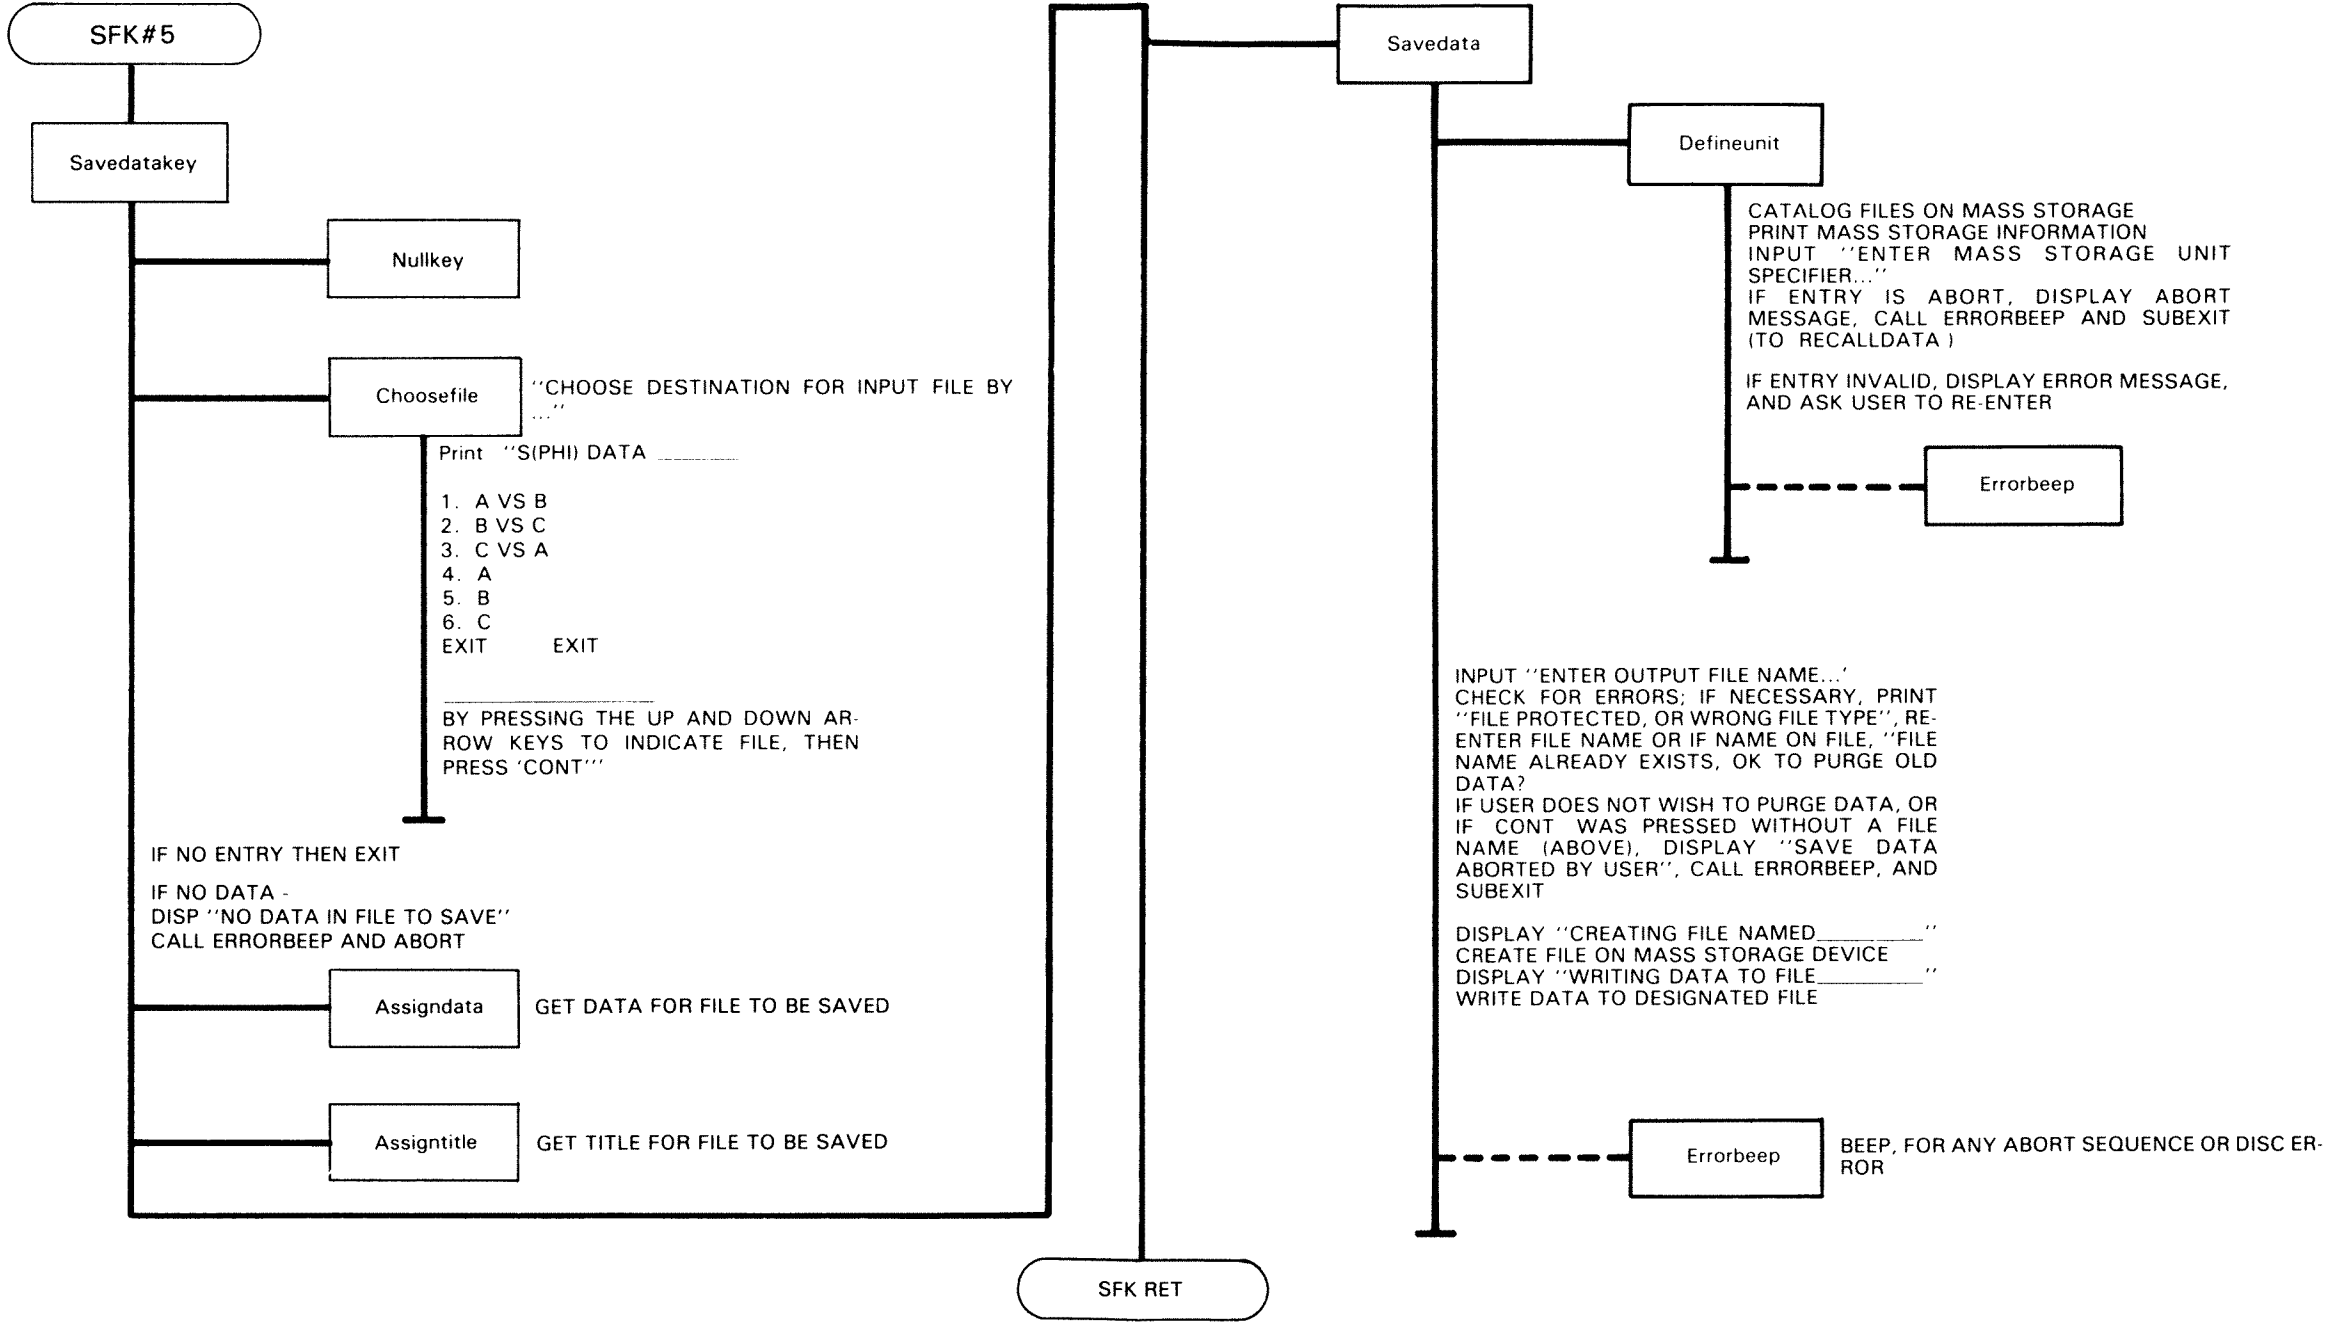 SFK#5
Savedatakey
Nullkey
Choosefile
''CHOOSE DESTINATION FOR INPUT FILE BY
...''
Print ''S(PHI) DATA ________
1. A VS B
2. B VS C
3. C VS A
4. A
5. B
6. C
EXIT EXIT
____________________
BY PRESSING THE UP AND DOWN AR-
ROW KEYS TO INDICATE FILE, THEN
PRESS 'CONT'''
IF NO ENTRY THEN EXIT
IF NO DATA -
DISP ''NO DATA IN FILE TO SAVE''
CALL ERRORBEEP AND ABORT
Assigndata
GET DATA FOR FILE TO BE SAVED
Assigntitle
GET TITLE FOR FILE TO BE SAVED
SFK RET
Savedata
Defineunit
CATALOG FILES ON MASS STORAGE
PRINT MASS STORAGE INFORMATION
INPUT ''ENTER MASS STORAGE UNIT
SPECIFIER...''
IF ENTRY IS ABORT, DISPLAY ABORT
MESSAGE, CALL ERRORBEEP AND SUBEXIT
(TO RECALLDATA )
IF ENTRY INVALID, DISPLAY ERROR MESSAGE,
AND ASK USER TO RE-ENTER
Errorbeep
INPUT ''ENTER OUTPUT FILE NAME...'
CHECK FOR ERRORS; IF NECESSARY, PRINT
''FILE PROTECTED, OR WRONG FILE TYPE'', RE-
ENTER FILE NAME OR IF NAME ON FILE, ''FILE
NAME ALREADY EXISTS, OK TO PURGE OLD
DATA?
IF USER DOES NOT WISH TO PURGE DATA, OR
IF CONT WAS PRESSED WITHOUT A FILE
NAME (ABOVE), DISPLAY ''SAVE DATA
ABORTED BY USER'', CALL ERRORBEEP, AND
SUBEXIT
DISPLAY ''CREATING FILE NAMED__________''
CREATE FILE ON MASS STORAGE DEVICE
DISPLAY ''WRITING DATA TO FILE__________''
WRITE DATA TO DESIGNATED FILE
Errorbeep
BEEP, FOR ANY ABORT SEQUENCE OR DISC ER-
ROR